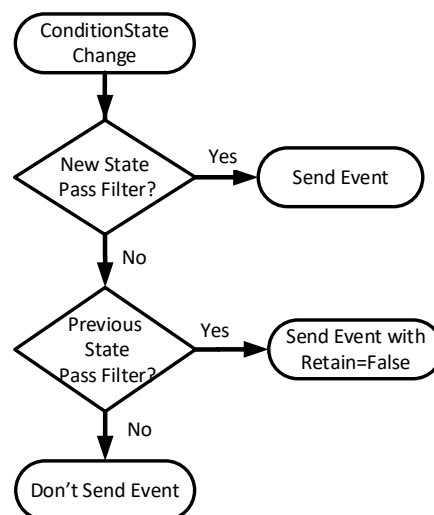 ConditionState
Change
New State
Pass Filter?
Yes
Send Event
No
Previous
State
Pass Filter?
Yes
Send Event with
Retain=False
No
Don't Send Event